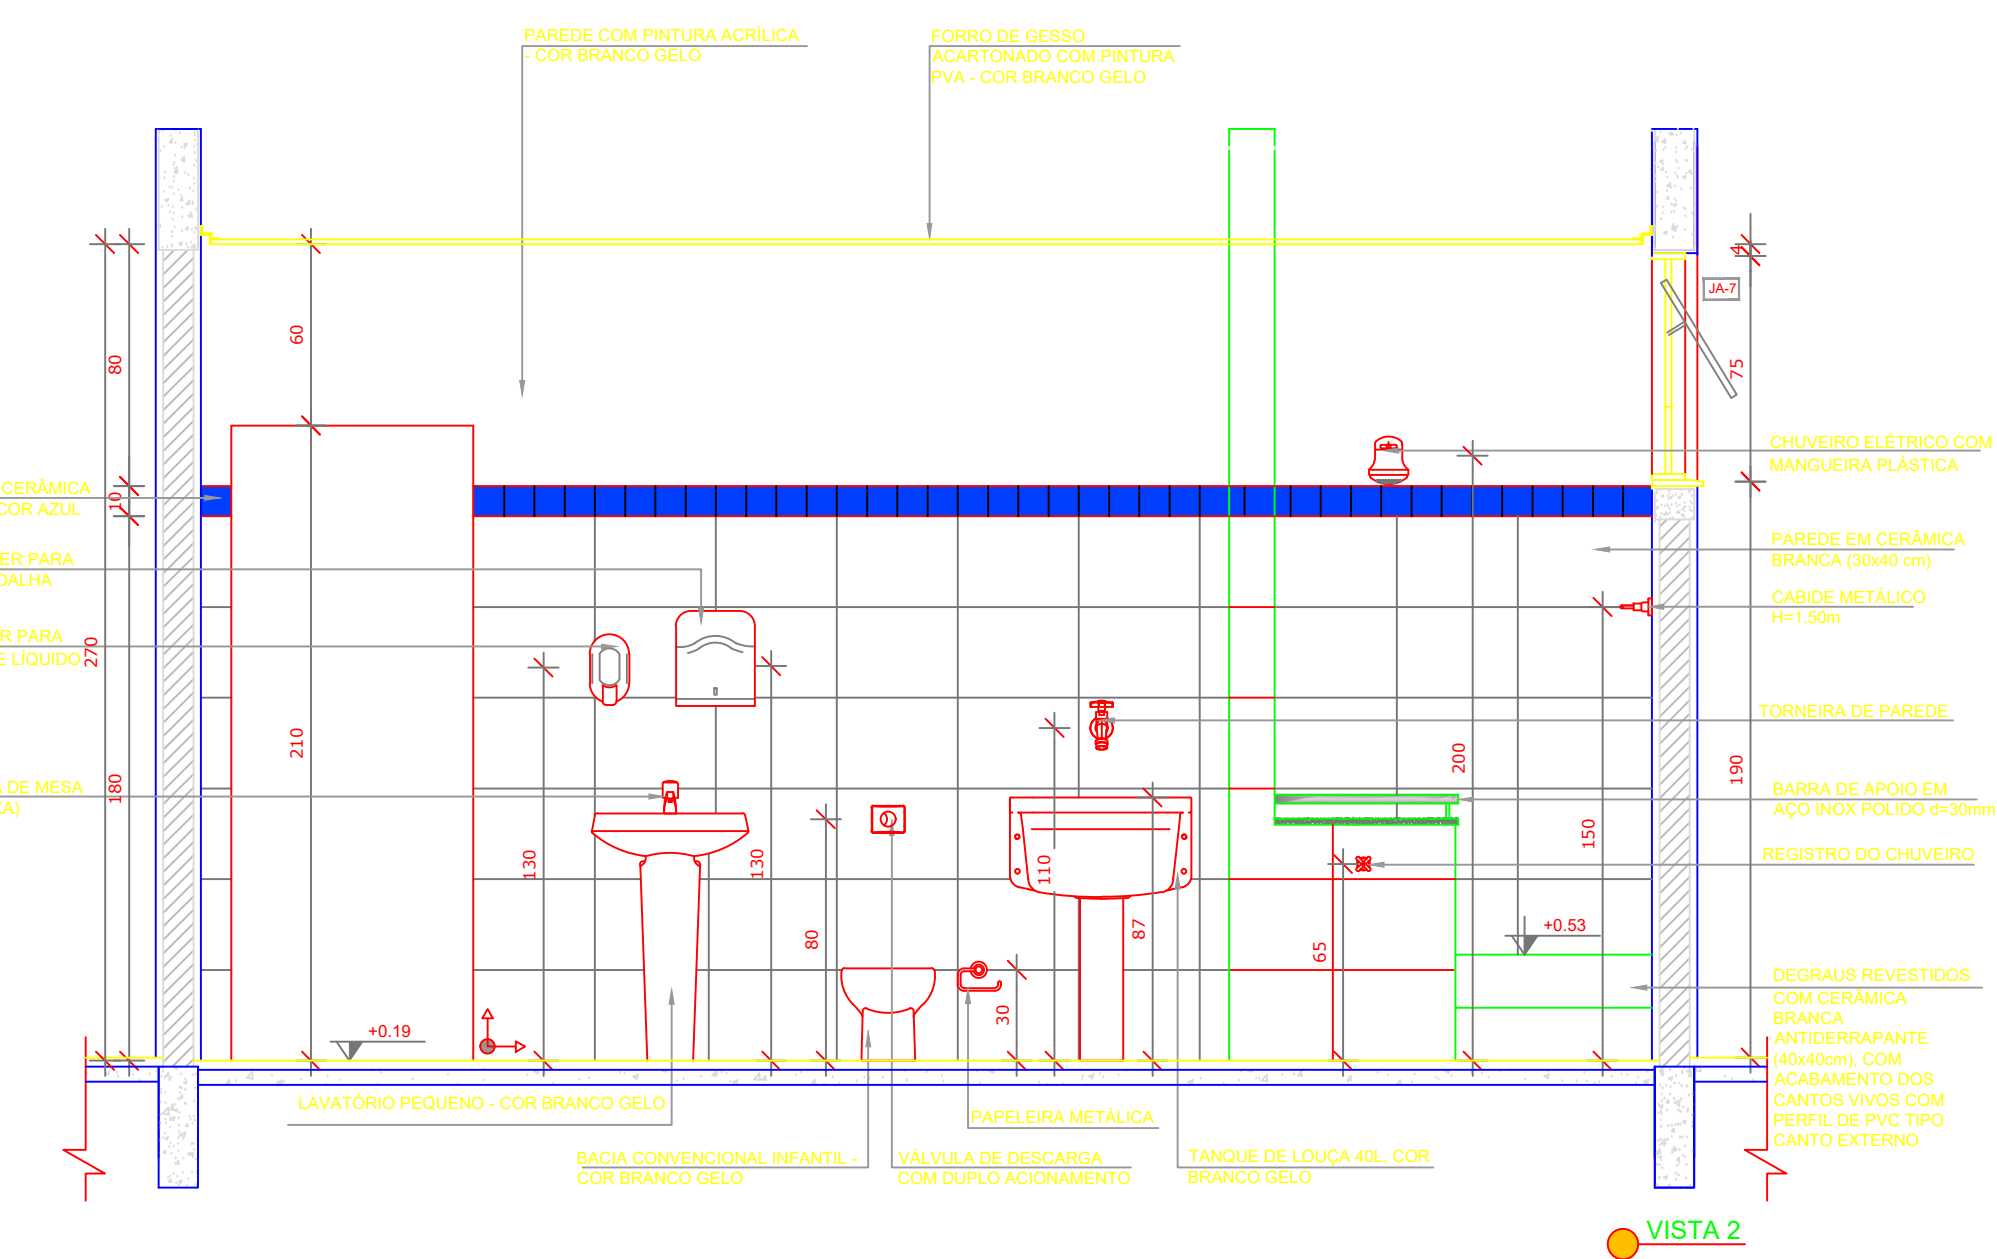 PAREDE COM PINTURA ACRÍLICA
- COR BRANCO GELO
FORRO DE GESSO
ACARTONADO COM PINTURA
PVA - COR BRANCO GELO
4
JA-7
60
80
75
CHUVEIRO ELÉTRICO COM
MANGUEIRA PLÁSTICA
CERÂMICA
COR AZUL
10
PAREDE EM CERÂMICA
BRANCA (30x40 cm)
ER PARA
OALHA
CABIDE METÁLICO
H=1.50m
R PARA
E LÍQUIDO
270
TORNEIRA DE PAREDE
210
200
190
180
A DE MESA
KA)
BARRA DE APOIO EM
AÇO INOX POLIDO d=30mm
150
130
130
110
REGISTRO DO CHUVEIRO
80
87
65
+0.53
30
+0.19
DEGRAUS REVESTIDOS
COM CERÂMICA
BRANCA
ANTIDERRAPANTE
(40x40cm), COM
ACABAMENTO DOS
CANTOS VIVOS COM
PERFIL DE PVC TIPO
CANTO EXTERNO
LAVATÓRIO PEQUENO - COR BRANCO GELO
PAPELEIRA METÁLICA
BACIA CONVENCIONAL INFANTIL -
COR BRANCO GELO
VÁLVULA DE DESCARGA
COM DUPLO ACIONAMENTO
TANQUE DE LOUÇA 40L, COR
BRANCO GELO
VISTA 2